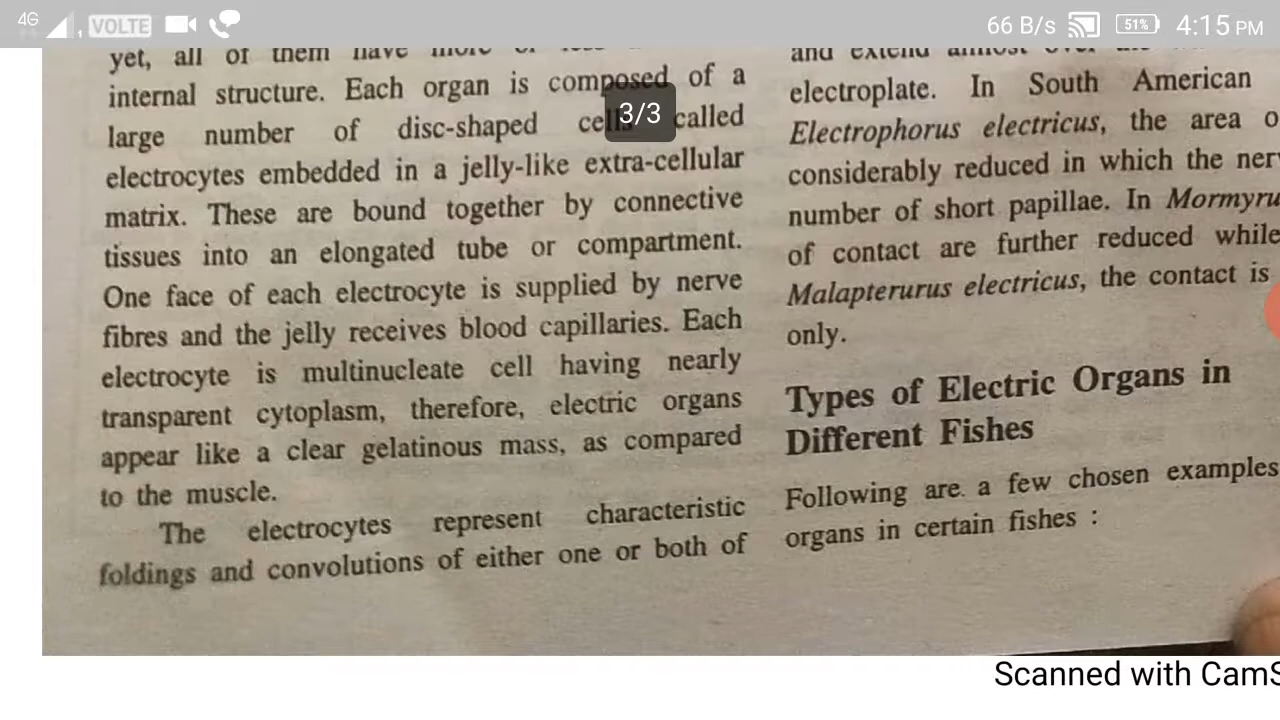 4G VOLTE 66 B/s 51% 4:15 PM
yet, all of them have more or less
internal structure. Each organ is composed of a
large number of disc-shaped cells called
electrocytes embedded in a jelly-like extra-cellular
matrix. These are bound together by connective
tissues into an elongated tube or compartment.
One face of each electrocyte is supplied by nerve
fibres and the jelly receives blood capillaries. Each
electrocyte is multinucleate cell having nearly
transparent cytoplasm, therefore, electric organs
appear like a clear gelatinous mass, as compared
to the muscle.
The electrocytes represent characteristic
foldings and convolutions of either one or both of
3/3
and extend almost over
electroplate. In South American
Electrophorus electricus, the area o
considerably reduced in which the ner
number of short papillae. In Mormyru
of contact are further reduced while
Malapterurus electricus, the contact is
only.
Types of Electric Organs in
Different Fishes
Following are a few chosen examples
organs in certain fishes :
Scanned with CamS